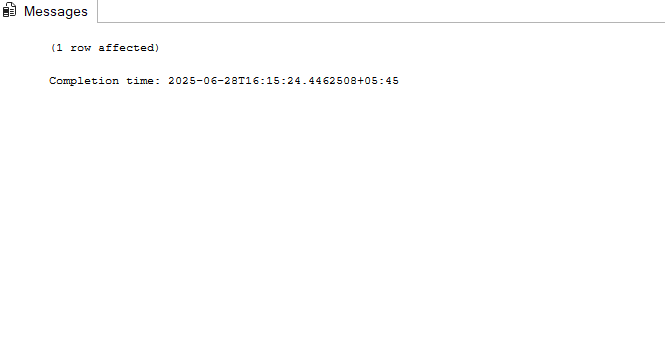 Messages
(1 row affected)
Completion time: 2025-06-28T16:15:24.4462508+05:45